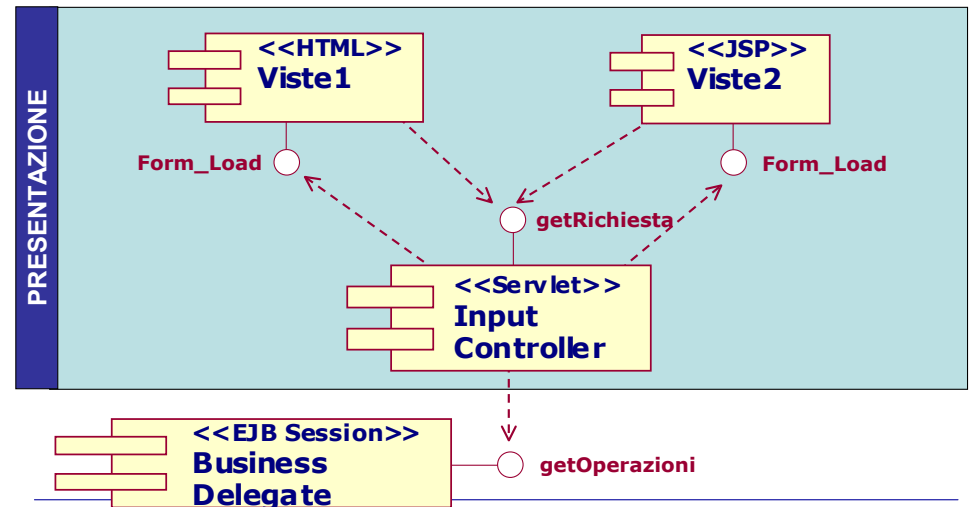 PRESENTAZIONE
<<HTML>>
Viste1
<<JSP>>
Viste2
Form_Load
Form_Load
getRichiesta
<<Servlet>>
Input
Controller
<<EJB Session>>
Business
Delegate
getOperazioni